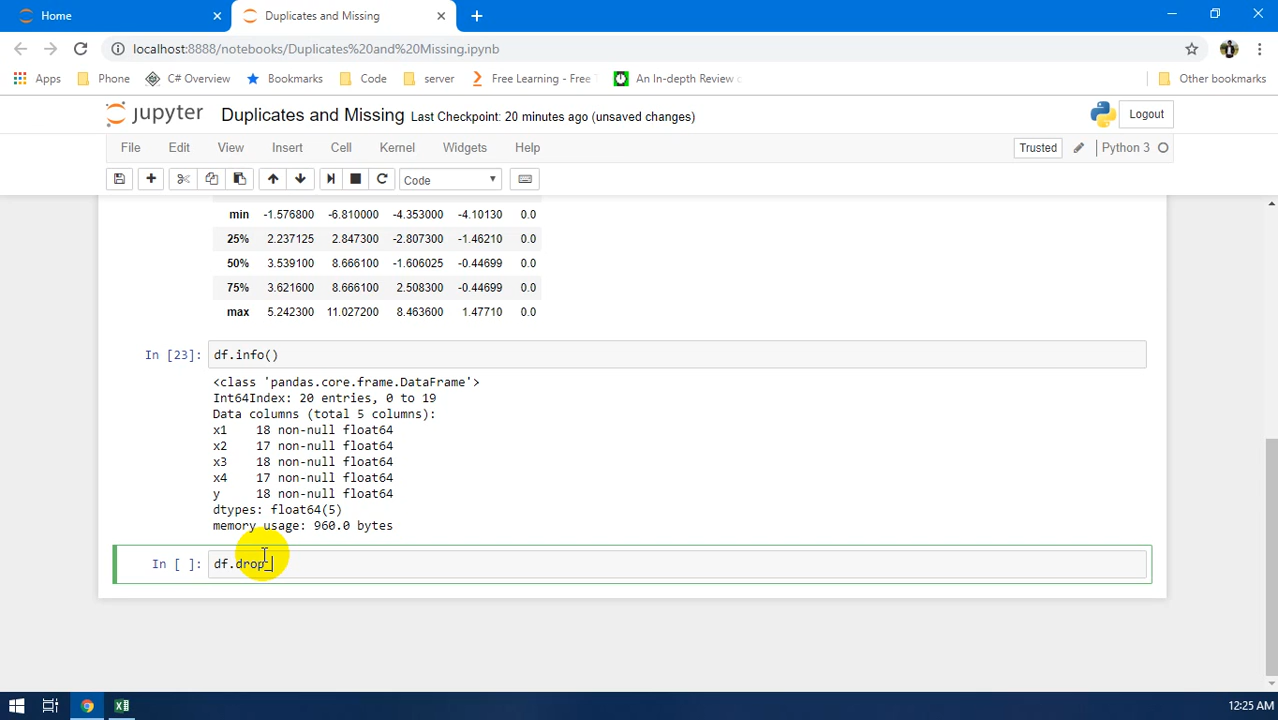 Home
Duplicates and Missing
localhost:8888/notebooks/Duplicates%20and%20Missing.ipynb
Apps Phone C# Overview Bookmarks Code server Free Learning - Free An In-depth Review Other bookmarks
jupyter Duplicates and Missing Last Checkpoint: 20 minutes ago (unsaved changes) Logout
File Edit View Insert Cell Kernel Widgets Help Trusted Python 3
Code
min -1.576800 -6.810000 -4.353000 -4.10130 0.0
25% 2.237125 2.847300 -2.807300 -1.46210 0.0
50% 3.539100 8.666100 -1.606025 -0.44699 0.0
75% 3.621600 8.666100 2.508300 -0.44699 0.0
max 5.242300 11.027200 8.463600 1.47710 0.0
In [23]: df.info()
<class 'pandas.core.frame.DataFrame'>
Int64Index: 20 entries, 0 to 19
Data columns (total 5 columns):
x1 18 non-null float64
x2 17 non-null float64
x3 18 non-null float64
x4 17 non-null float64
y 18 non-null float64
dtypes: float64(5)
memory usage: 960.0 bytes
In [ ]: df.drop_
12:25 AM